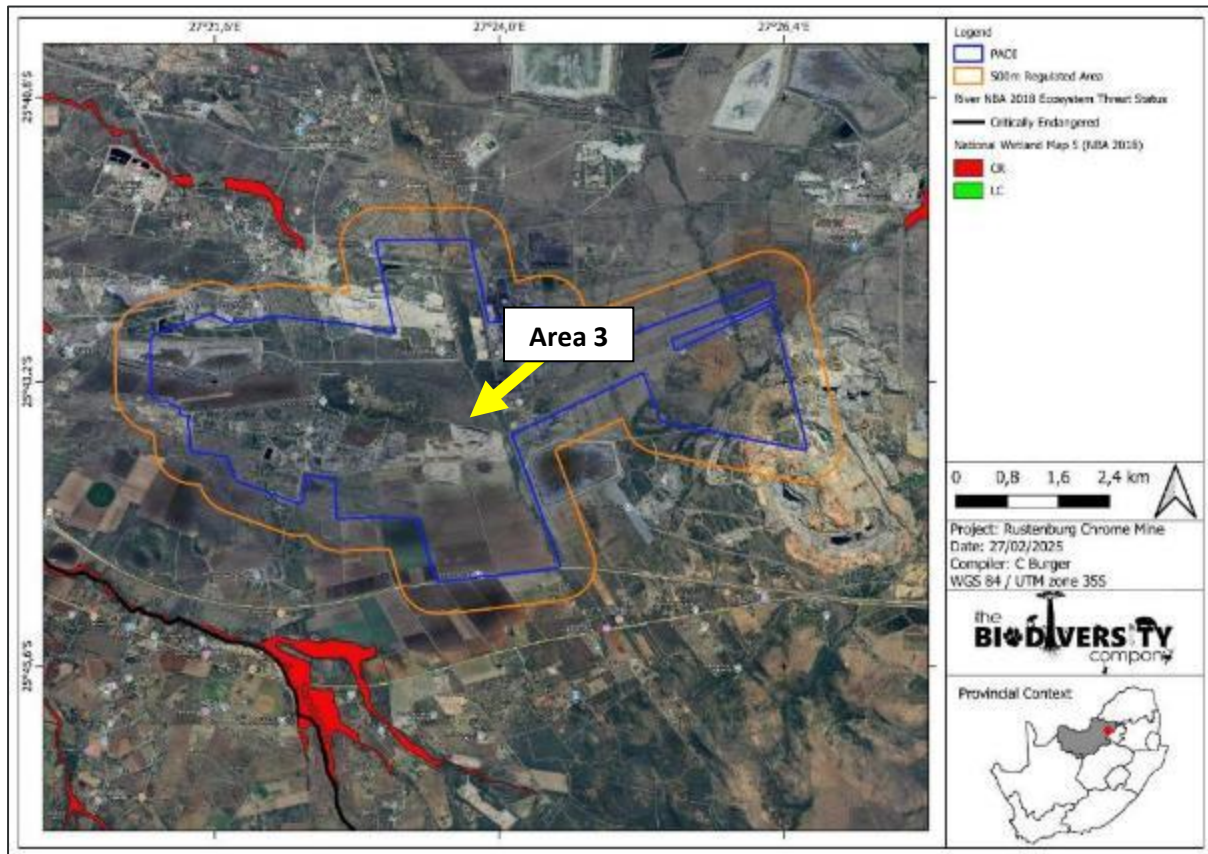 27°21,6'E
27°24,0'E
27°26,4'E
25°40,8'S
25°43,2'S
25°45,6'S
Area 3
Legend
PAOI
500m Regulated Area
River NBA 2018 Ecosystem Threat Status
Critically Endangered
National Wetland Map 5 (NBA 2018)
CR
LC
0 0,8 1,6 2,4 km
Project: Rustenburg Chrome Mine
Date: 27/02/2025
Compiler: C Burger
WGS 84 / UTM zone 35S
the
BIODIVERSITY
company
Provincial Context